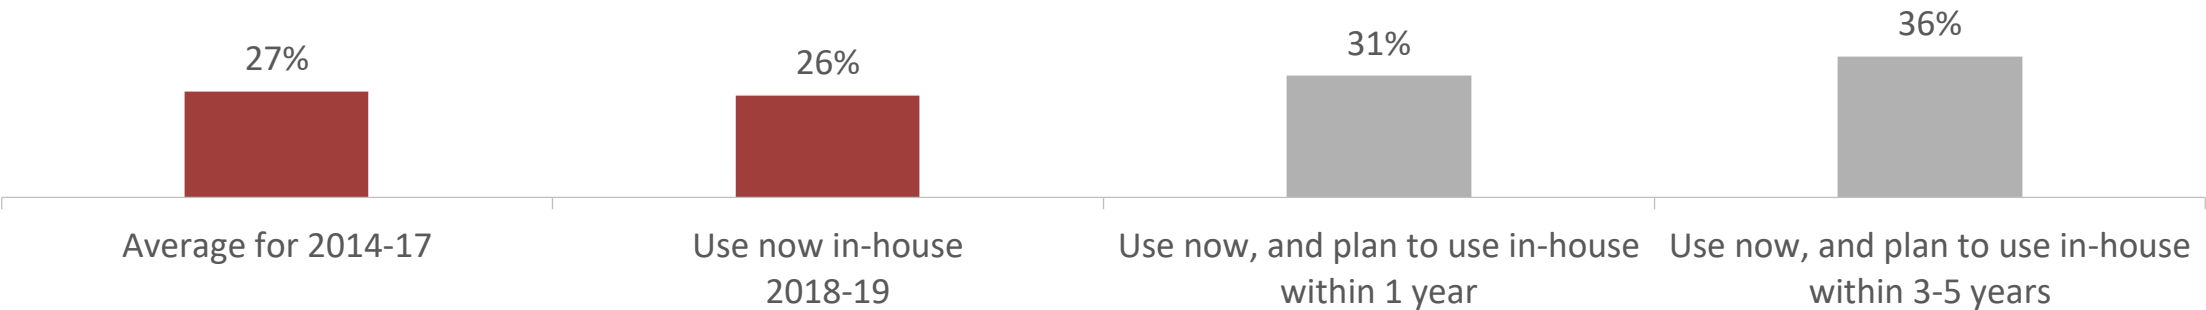 27%
26%
31%
36%
Average for 2014-17
Use now in-house
2018-19
Use now, and plan to use in-house
within 1 year
Use now, and plan to use in-house
within 3-5 years